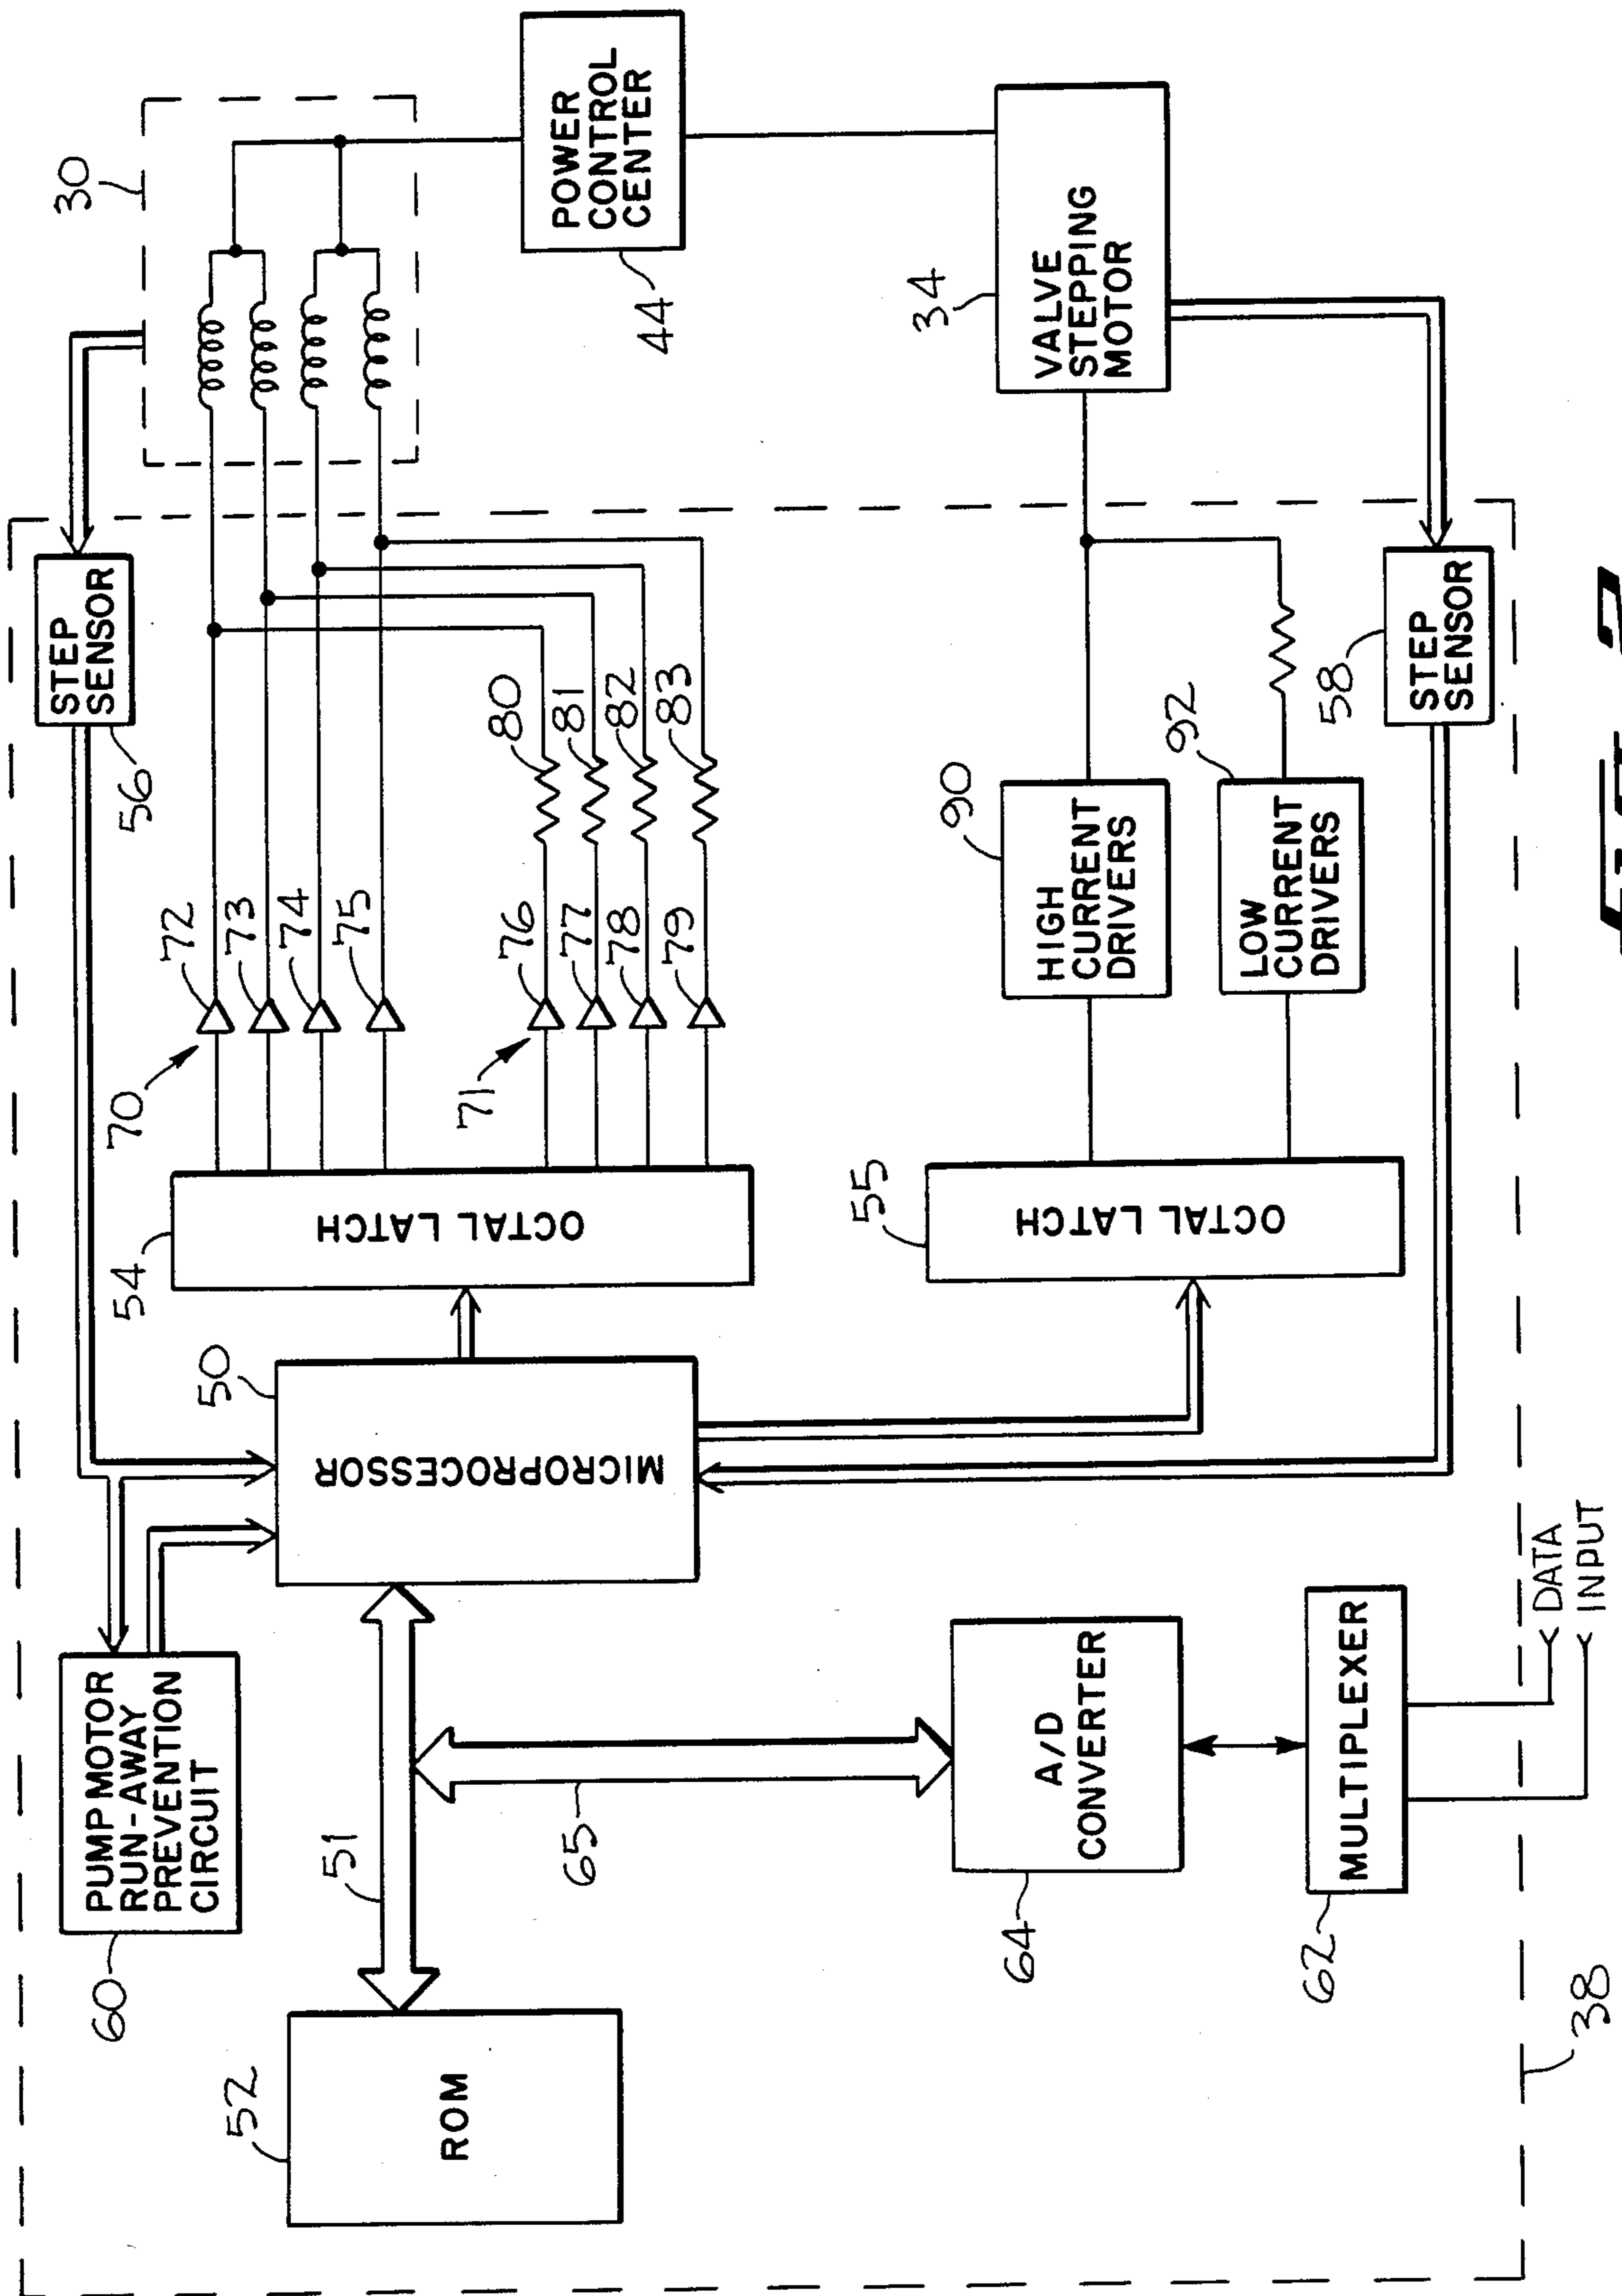 30
STEP
SENSOR
56
POWER
CONTROL
CENTER
44
PUMP MOTOR
RUN-AWAY
PREVENTION
CIRCUIT
60
50
MICROPROCESSOR
54
OCTAL LATCH
70
72
73
74
75
71
76
77
78
79
80
81
82
83
52
ROM
51
65
64
A/D
CONVERTER
62
MULTIPLEXER
DATA
INPUT
55
OCTAL LATCH
90
HIGH
CURRENT
DRIVERS
92
LOW
CURRENT
DRIVERS
34
VALVE
STEPPING
MOTOR
58
STEP
SENSOR
38